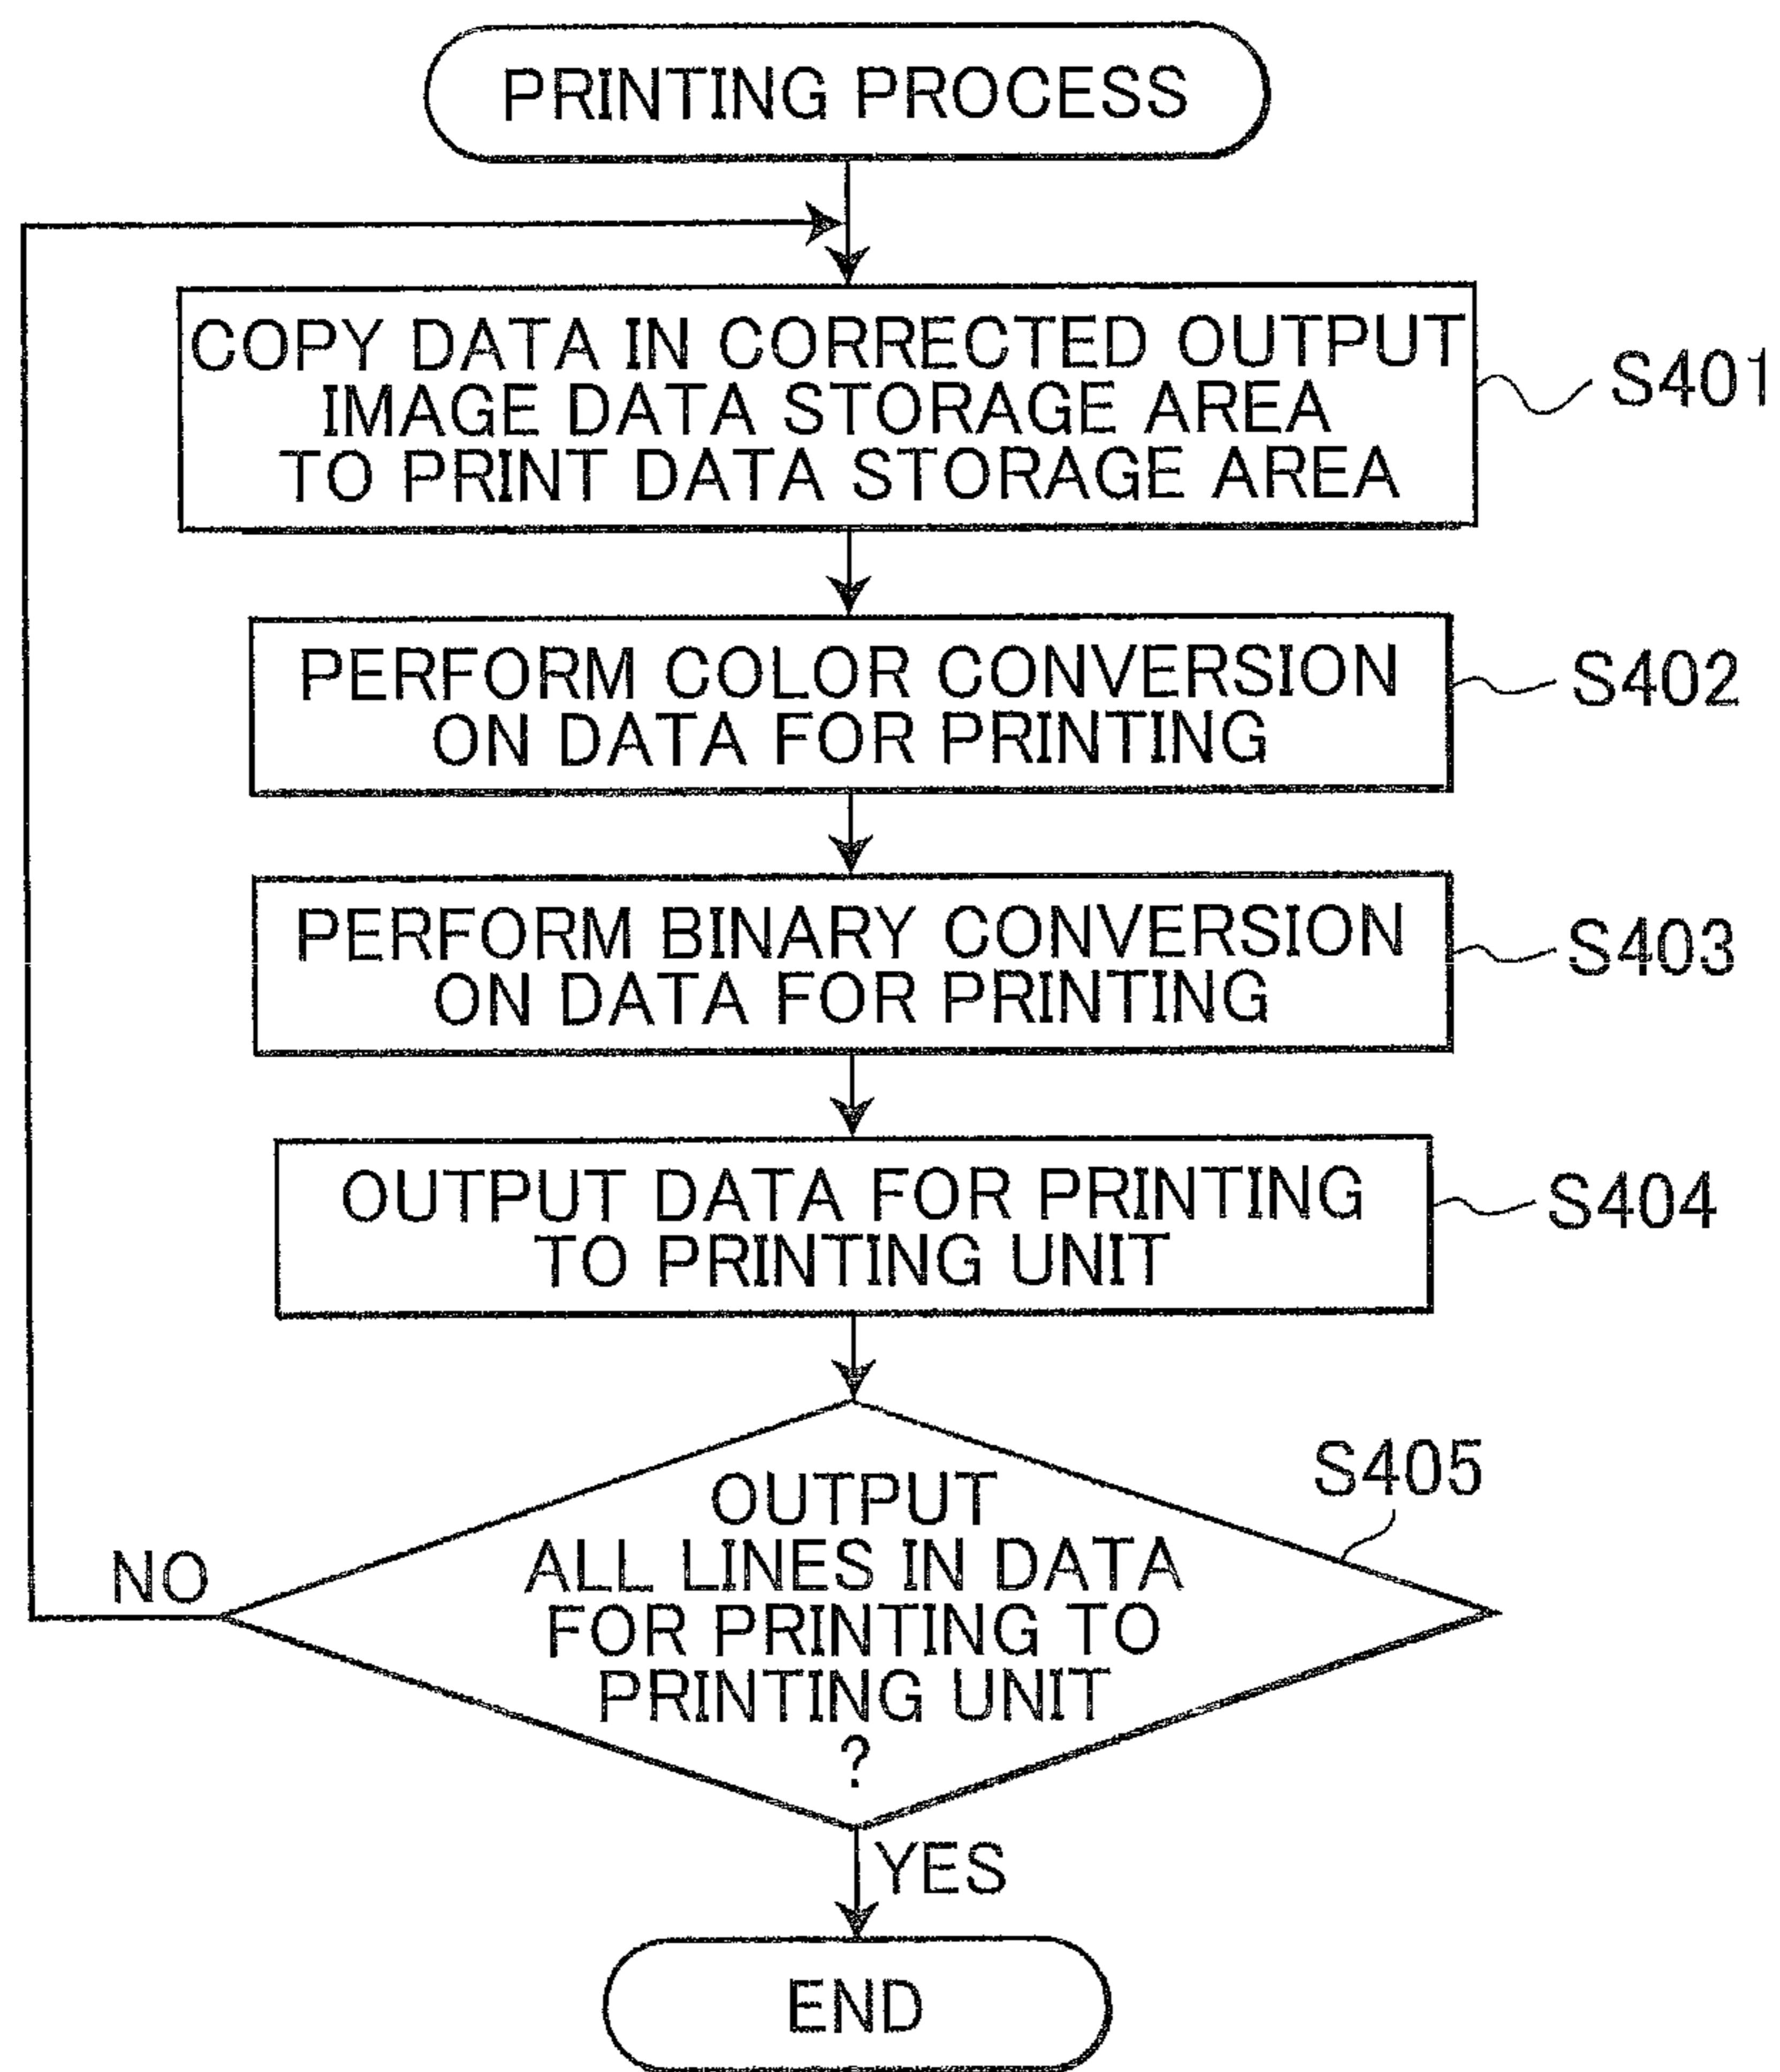 PRINTING PROCESS
COPY DATA IN CORRECTED OUTPUT
IMAGE DATA STORAGE AREA
TO PRINT DATA STORAGE AREA
S401
PERFORM COLOR CONVERSION
ON DATA FOR PRINTING
S402
PERFORM BINARY CONVERSION
ON DATA FOR PRINTING
S403
OUTPUT DATA FOR PRINTING
TO PRINTING UNIT
S404
OUTPUT
ALL LINES IN DATA
FOR PRINTING TO
PRINTING UNIT
?
S405
NO
YES
END